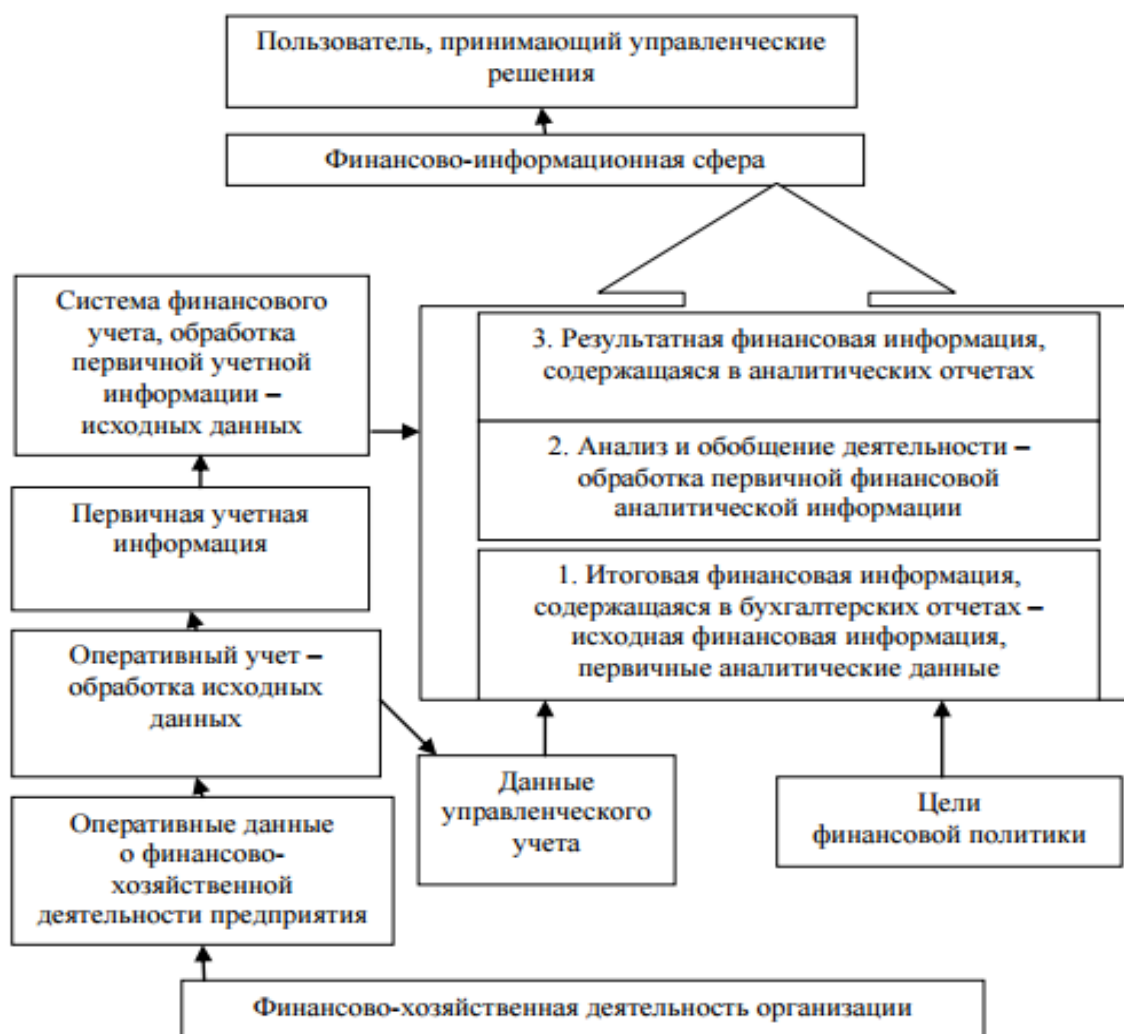 Пользователь, принимающий управленческие
решения
Финансово-информационная сфера
Система финансового
учета, обработка
первичной учетной
информации –
исходных данных
3. Результатная финансовая информация,
содержащаяся в аналитических отчетах
2. Анализ и обобщение деятельности –
обработка первичной финансовой
аналитической информации
Первичная учетная
информация
1. Итоговая финансовая информация,
содержащаяся в бухгалтерских отчетах –
исходная финансовая информация,
первичные аналитические данные
Оперативный учет –
обработка исходных
данных
Данные
управленческого
учета
Цели
финансовой политики
Оперативные данные
о финансово-
хозяйственной
деятельности предприятия
Финансово-хозяйственная деятельность организации